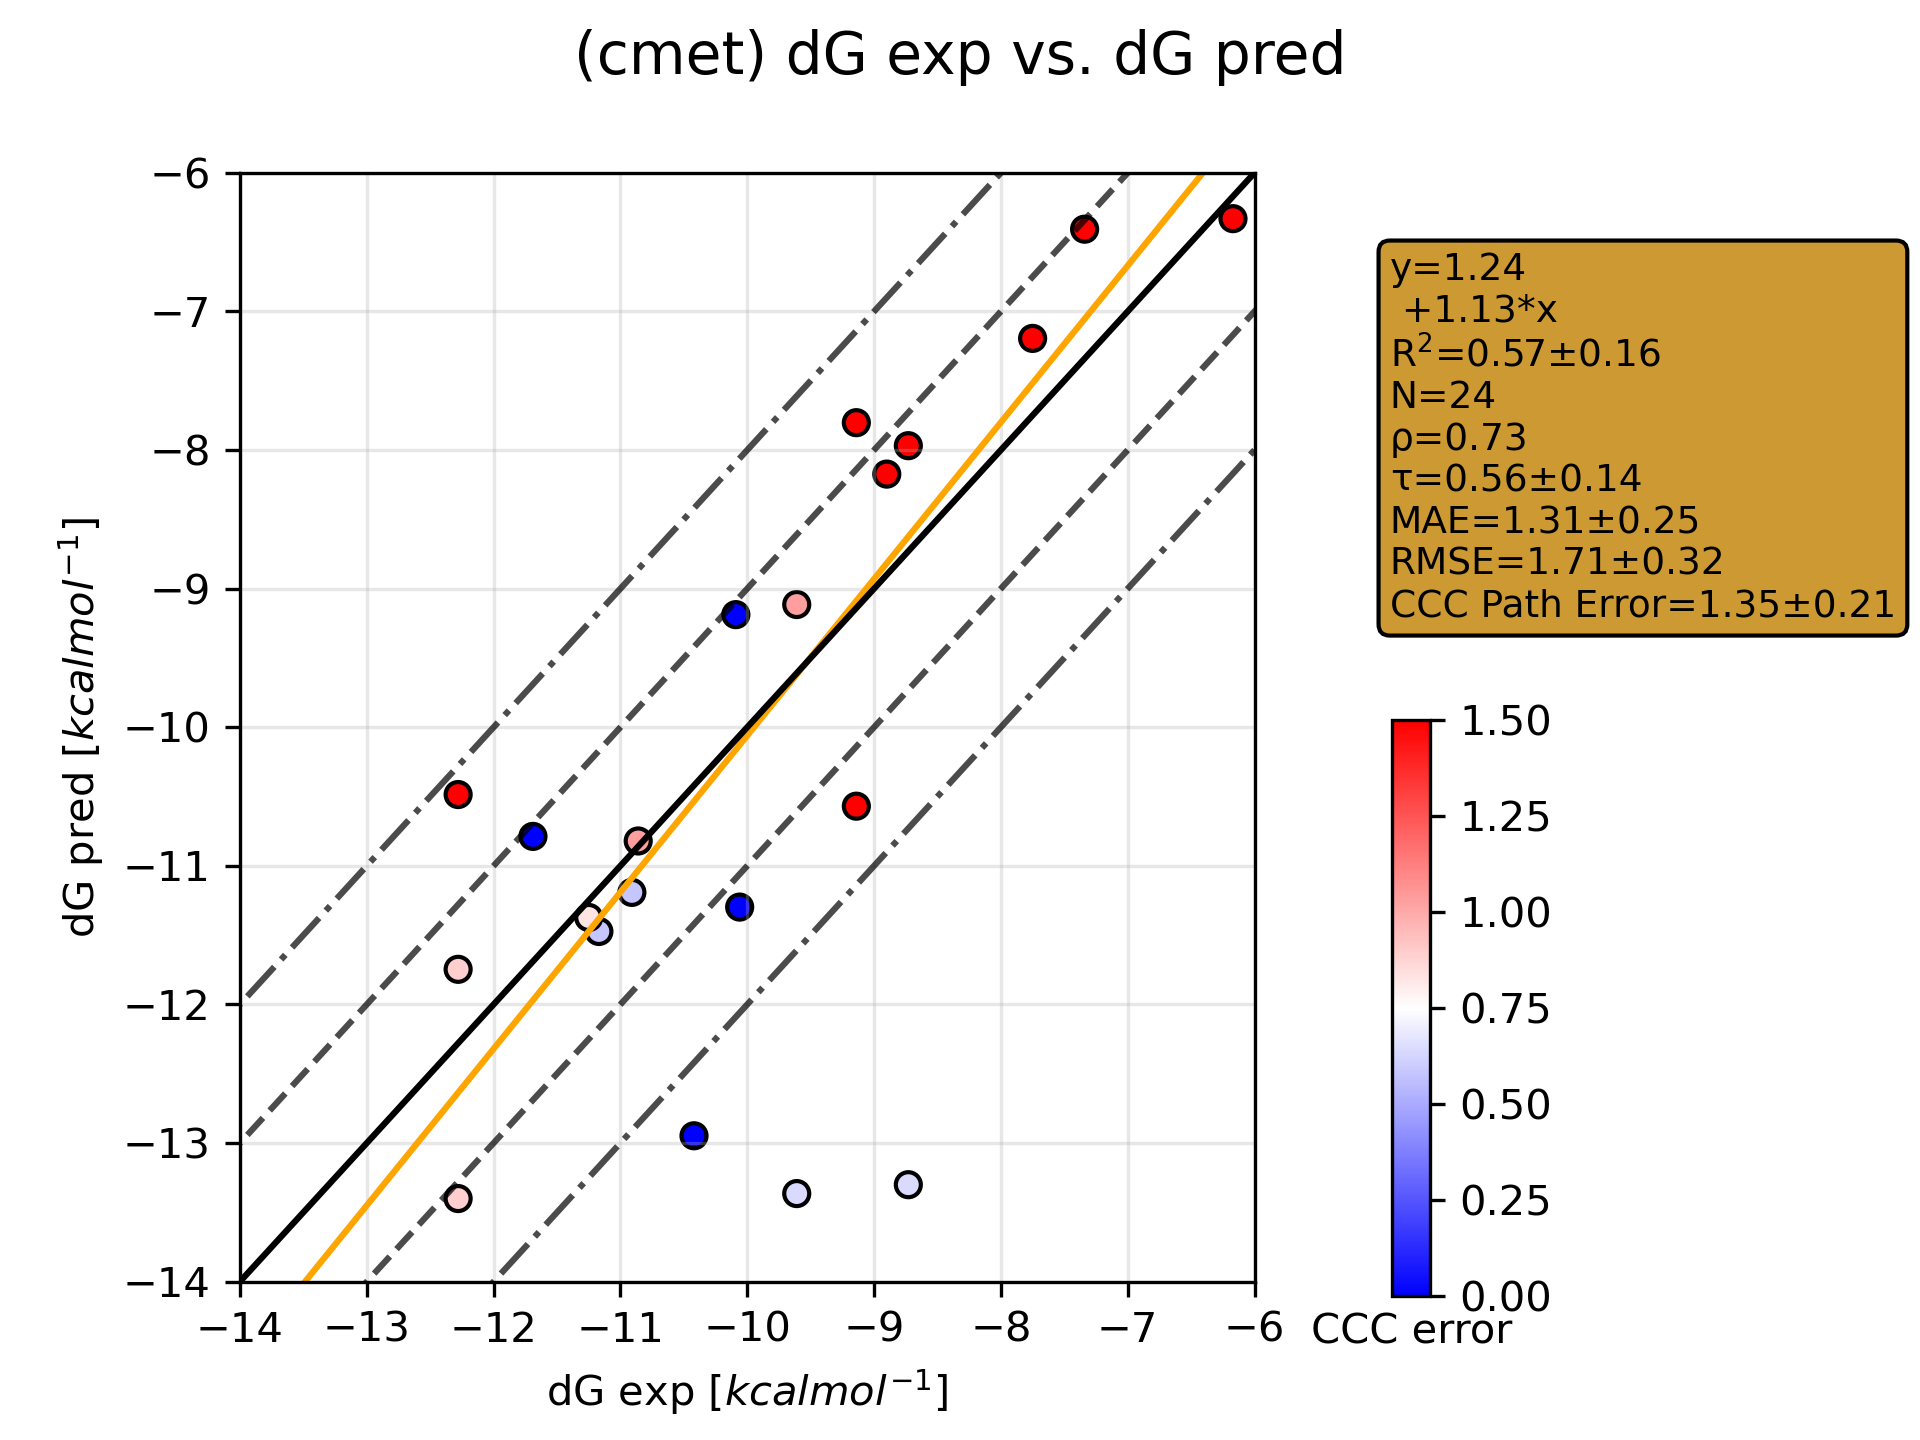 (cmet) dG exp vs. dG pred
−6
−7
−8
−9
−10
−11
−12
−13
−14
dG pred [kcalmol⁻¹]
−14 −13 −12 −11 −10 −9 −8 −7 −6
dG exp [kcalmol⁻¹]
y=1.24
+1.13*x
R²=0.57±0.16
N=24
ρ=0.73
τ=0.56±0.14
MAE=1.31±0.25
RMSE=1.71±0.32
CCC Path Error=1.35±0.21
1.50
1.25
1.00
0.75
0.50
0.25
0.00
CCC error